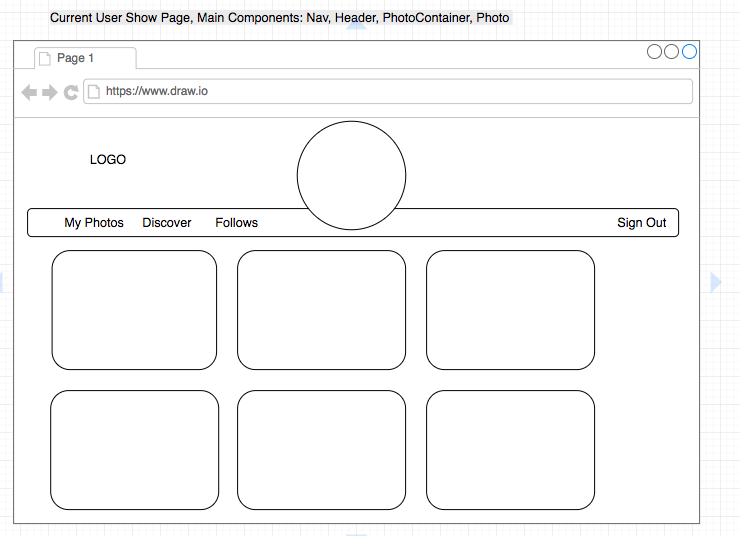 Current User Show Page, Main Components: Nav, Header, PhotoContainer, Photo
Page 1
https://www.draw.io
LOGO
My Photos Discover Follows Sign Out